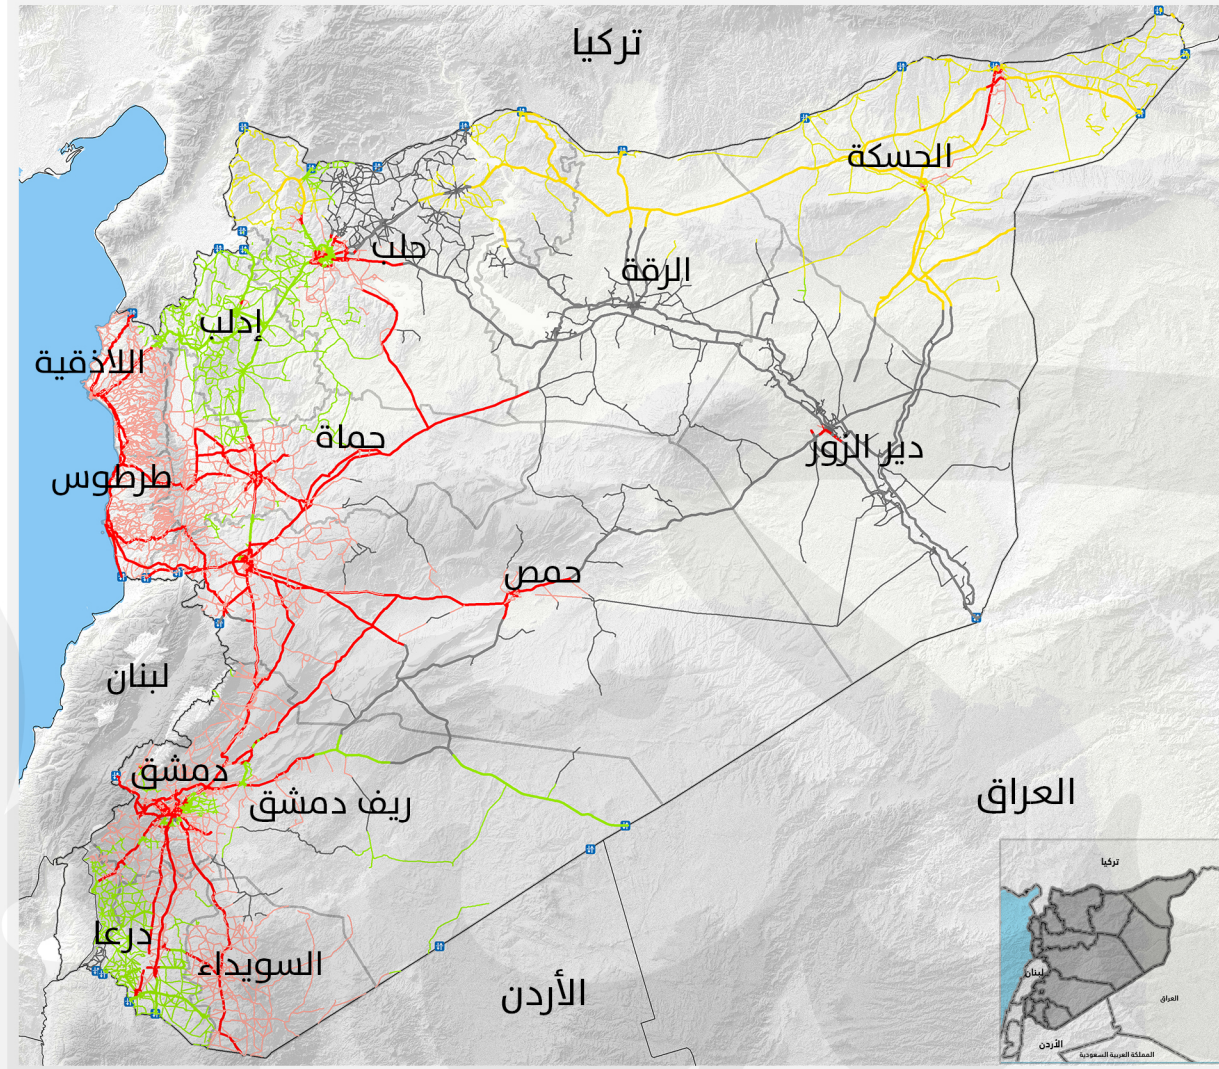 تركيا
الحسكة
حلب
الرقة
إدلب
اللاذقية
حماة
دير الزور
طرطوس
حمص
لبنان
دمشق
ريف دمشق
العراق
درعا
السويداء
الأردن
تركيا
لبنان
العراق
الأردن
المملكة العربية السعودية